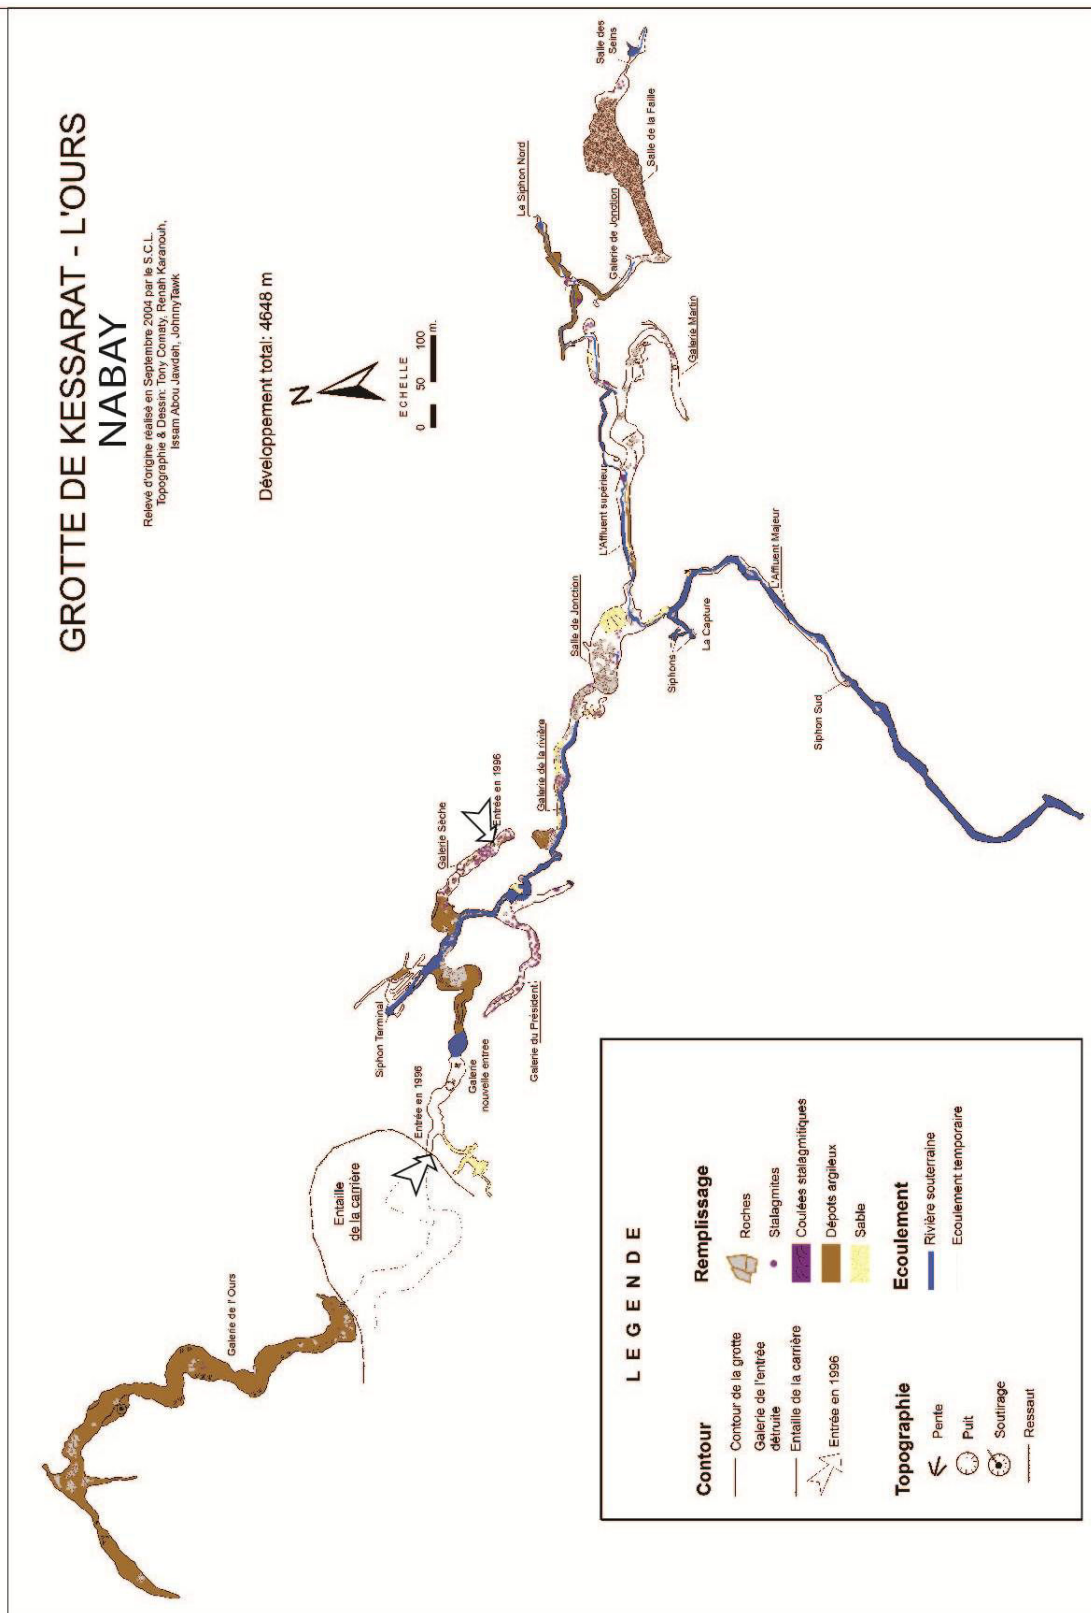 GROTTE DE KESSARAT - L'OURS
NABAY
Relevé d'origine réalisé en Septembre 2004 par le S.C.L.
Topographie & Dessin: Tony Comaty, Renah Karanouh,
Issam Abou Jawdeh, JohnnyTawk
Développement total: 4648 m
N
ECHELLE
0 50 100 m.
Galerie de l' Ours
Entaille
de la carrière
Entrée en 1996
Galerie
nouvelle entrée
Siphon Terminal
Galerie du Président
Galerie Sèche
Entrée en 1996
Galerie de la rivière
Salle de Jonction
Siphons
La Capture
L'Affluent Majeur
Siphon Sud
L'Affluent supérieur
Galerie Martin
Galerie de Jonction
Le Siphon Nord
Salle de la Faille
Salle des
Seins
LEGENDE
Contour
Contour de la grotte
Galerie de l'entrée
détruite
Entaille de la carrière
Entrée en 1996
Topographie
Pente
Puit
Soutirage
Ressaut
Remplissage
Roches
Stalagmites
Coulées stalagmitiques
Dépots argileux
Sable
Ecoulement
Rivière souterraine
Ecoulement temporaire